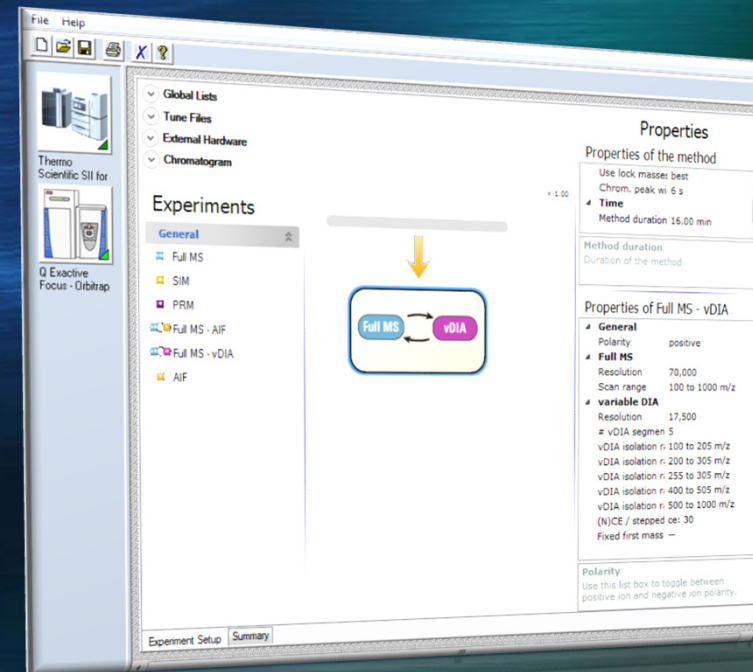 File Help
Thermo
Scientific SII for
Q Exactive
Focus - Orbitrap
Global Lists
Tune Files
External Hardware
Chromatogram
Experiments
General
Full MS
SIM
PRM
Full MS - AIF
Full MS - vDIA
AIF
× 1.00
Full MS vDIA
Properties
Properties of the method
Use lock masses best
Chrom. peak wi 6 s
Time
Method duration 16.00 min
Method duration
Duration of the method
Properties of Full MS - vDIA
General
Polarity positive
Full MS
Resolution 70,000
Scan range 100 to 1000 m/z
variable DIA
Resolution 17,500
# vDIA segmen 5
vDIA isolation r: 100 to 205 m/z
vDIA isolation r: 200 to 305 m/z
vDIA isolation r: 255 to 305 m/z
vDIA isolation r: 400 to 505 m/z
vDIA isolation r: 500 to 1000 m/z
(N)CE / stepped ce: 30
Fixed first mass —
Polarity
Use this list box to toggle between
positive ion and negative ion polarity.
Experiment Setup Summary